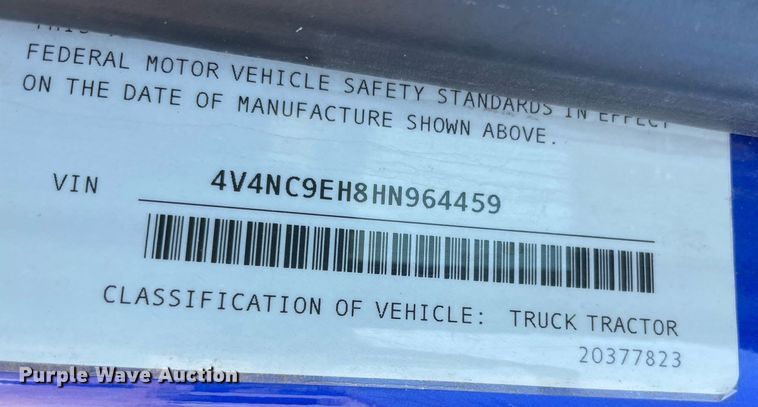 THIS
FEDERAL MOTOR VEHICLE SAFETY STANDARDS IN EFFECT
ON THE DATE OF MANUFACTURE SHOWN ABOVE.
VIN 4V4NC9EH8HN964459
CLASSIFICATION OF VEHICLE: TRUCK TRACTOR
20377823
Purple Wave Auction